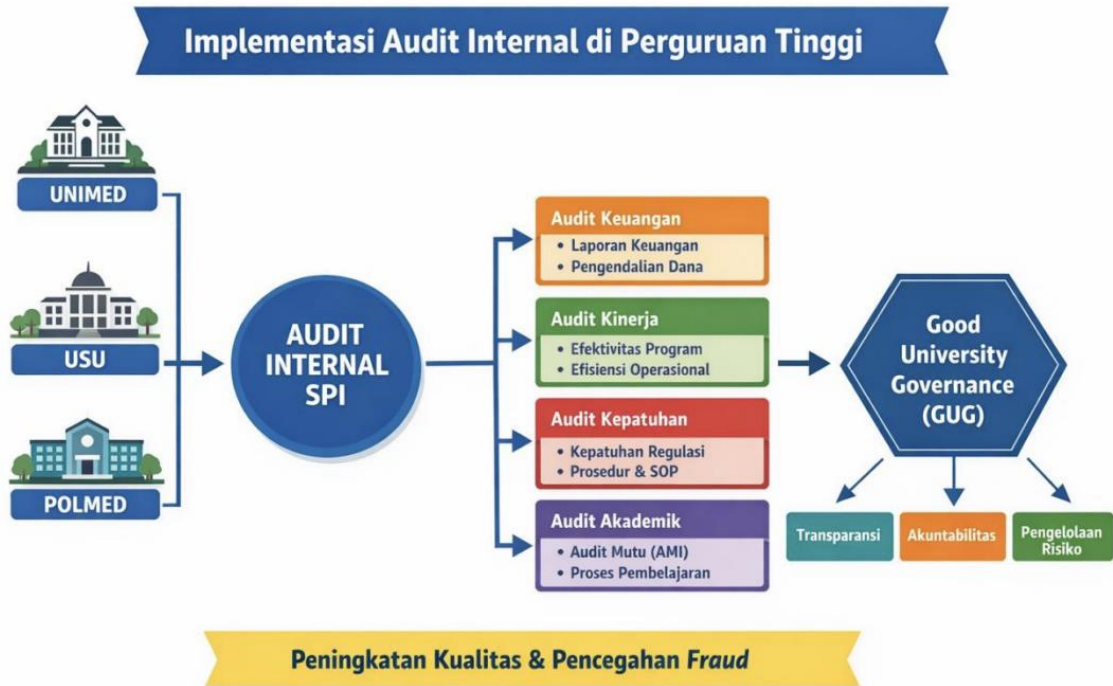 Implementasi Audit Internal di Perguruan Tinggi
UNIMED
USU
POLMED
AUDIT
INTERNAL
SPI
Audit Keuangan
• Laporan Keuangan
• Pengendalian Dana
Audit Kinerja
• Efektivitas Program
• Efisiensi Operasional
Audit Kepatuhan
• Kepatuhan Regulasi
• Prosedur & SOP
Audit Akademik
• Audit Mutu (AMI)
• Proses Pembelajaran
Good
University
Governance
(GUG)
Transparansi
Akuntabilitas
Pengelolaan
Risiko
Peningkatan Kualitas & Pencegahan Fraud